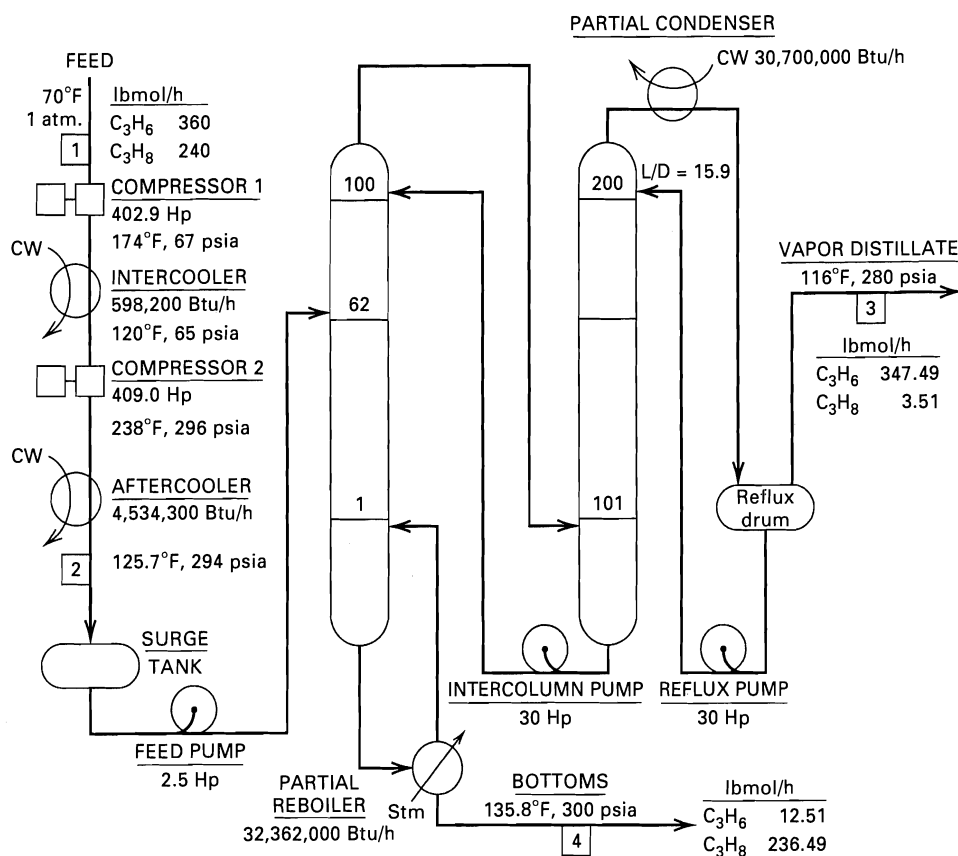 PARTIAL CONDENSER
CW 30,700,000 Btu/h
FEED
70°F
1 atm.
lbmol/h
C3H6 360
C3H8 240
1
COMPRESSOR 1
402.9 Hp
174°F, 67 psia
CW
INTERCOOLER
598,200 Btu/h
120°F, 65 psia
COMPRESSOR 2
409.0 Hp
238°F, 296 psia
CW
AFTERCOOLER
4,534,300 Btu/h
2
125.7°F, 294 psia
SURGE
TANK
FEED PUMP
2.5 Hp
100
62
1
200
L/D = 15.9
101
VAPOR DISTILLATE
116°F, 280 psia
3
lbmol/h
C3H6 347.49
C3H8 3.51
Reflux
drum
INTERCOLUMN PUMP
30 Hp
REFLUX PUMP
30 Hp
PARTIAL
REBOILER
32,362,000 Btu/h
Stm
BOTTOMS
135.8°F, 300 psia
4
lbmol/h
C3H6 12.51
C3H8 236.49